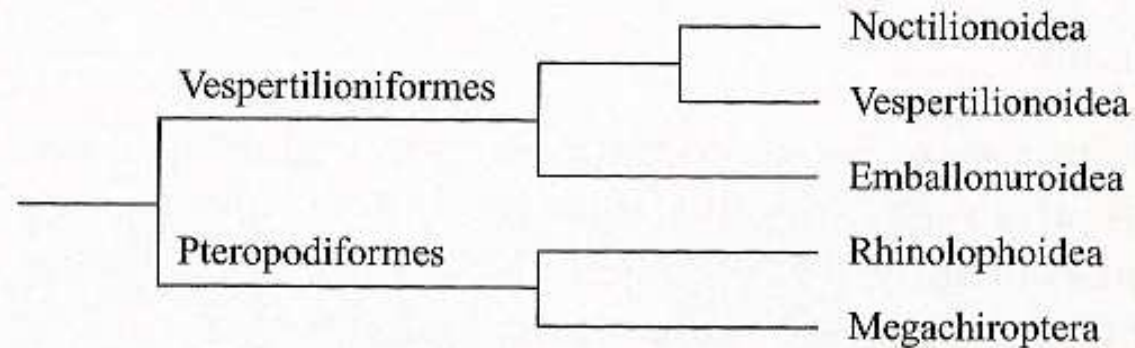 Noctilionoidea
Vespertilioniformes
Vespertilionoidea
Emballonuroidea
Pteropodiformes
Rhinolophoidea
Megachiroptera